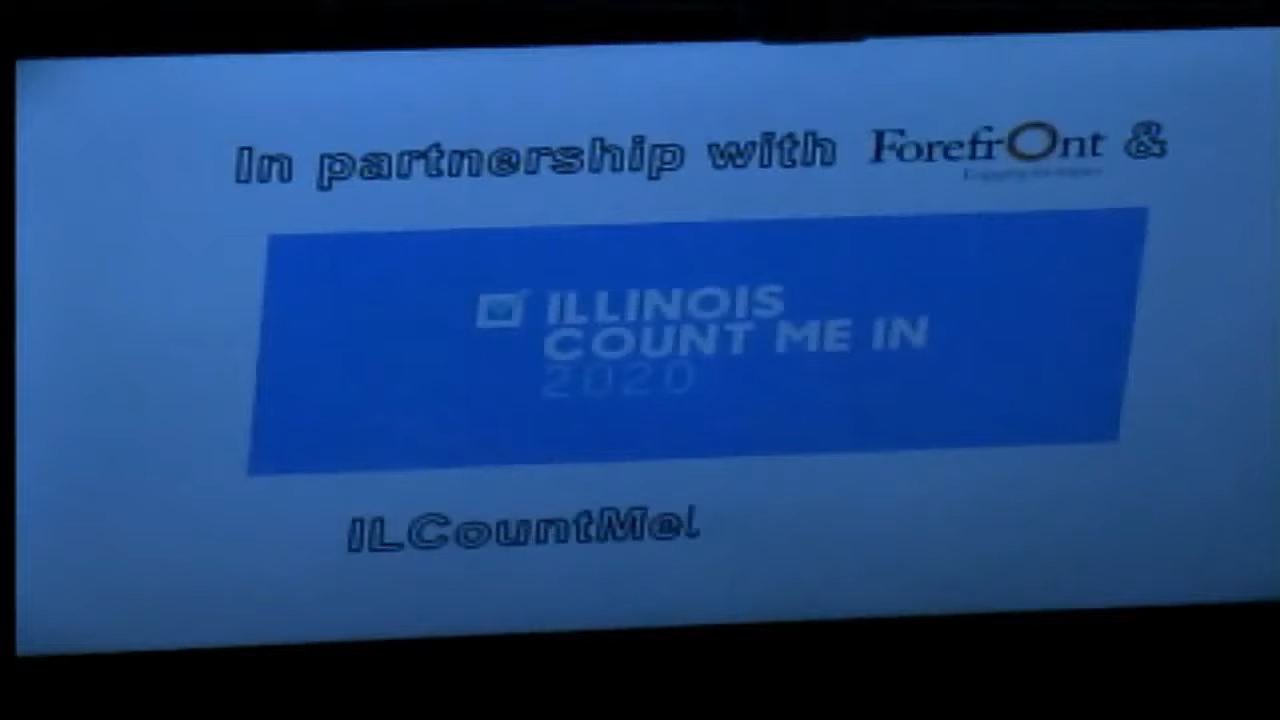 In partnership with Forefront &
ILLINOIS
COUNT ME IN
2020
ILCountMeI